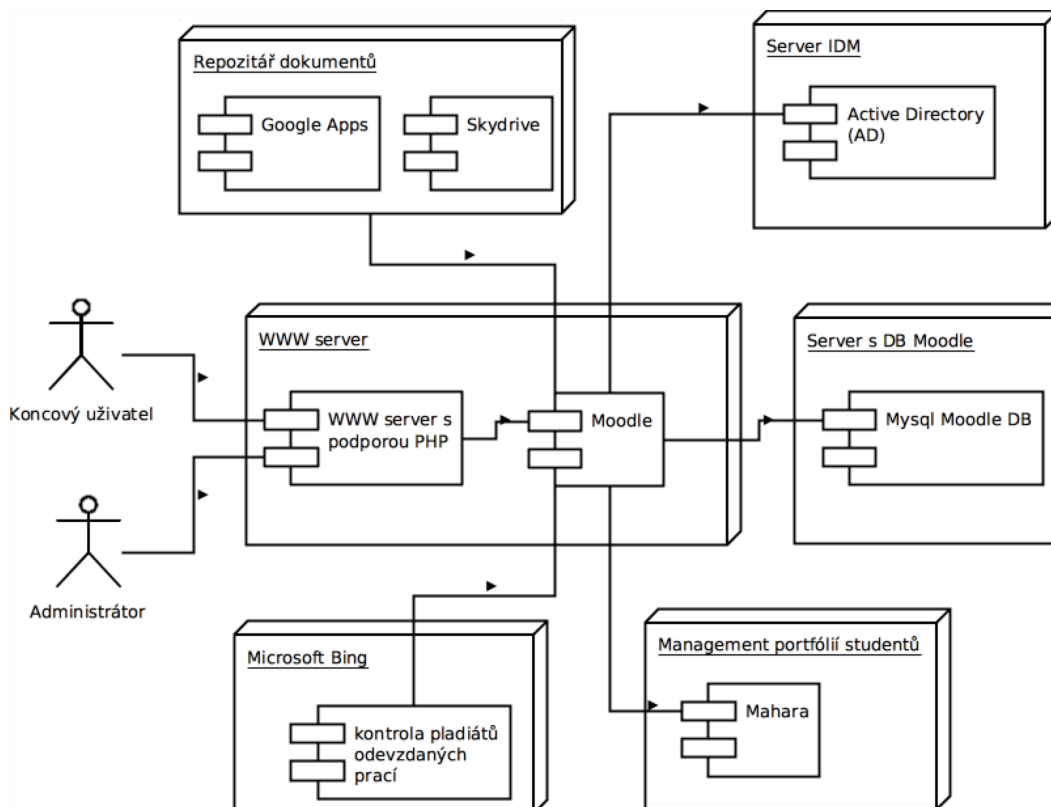 Repozitář dokumentů
Google Apps
Skydrive
Server IDM
Active Directory
(AD)
Koncový uživatel
WWW server
WWW server s
podporou PHP
Moodle
Server s DB Moodle
Mysql Moodle DB
Administrátor
Microsoft Bing
kontrola pladiátů
odevzdaných
prací
Management portfólií studentů
Mahara